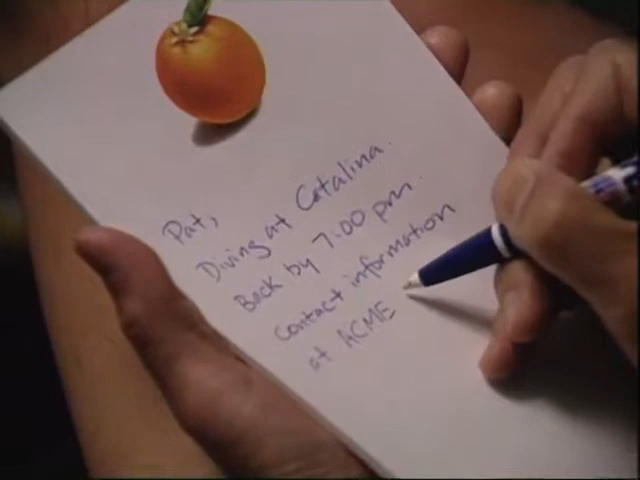 Pat,
Diving at Catalina.
Back by 7:00 pm.
Contact information
at ACME